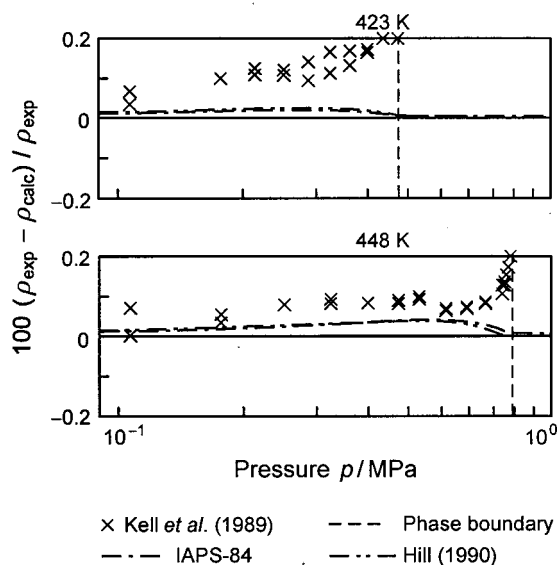 423 K
0.2
0
−0.2
448 K
0.2
0
−0.2
100 (ρexp − ρcalc) / ρexp
10⁻¹
10⁰
Pressure p / MPa
× Kell et al. (1989)
Phase boundary
IAPS-84
Hill (1990)